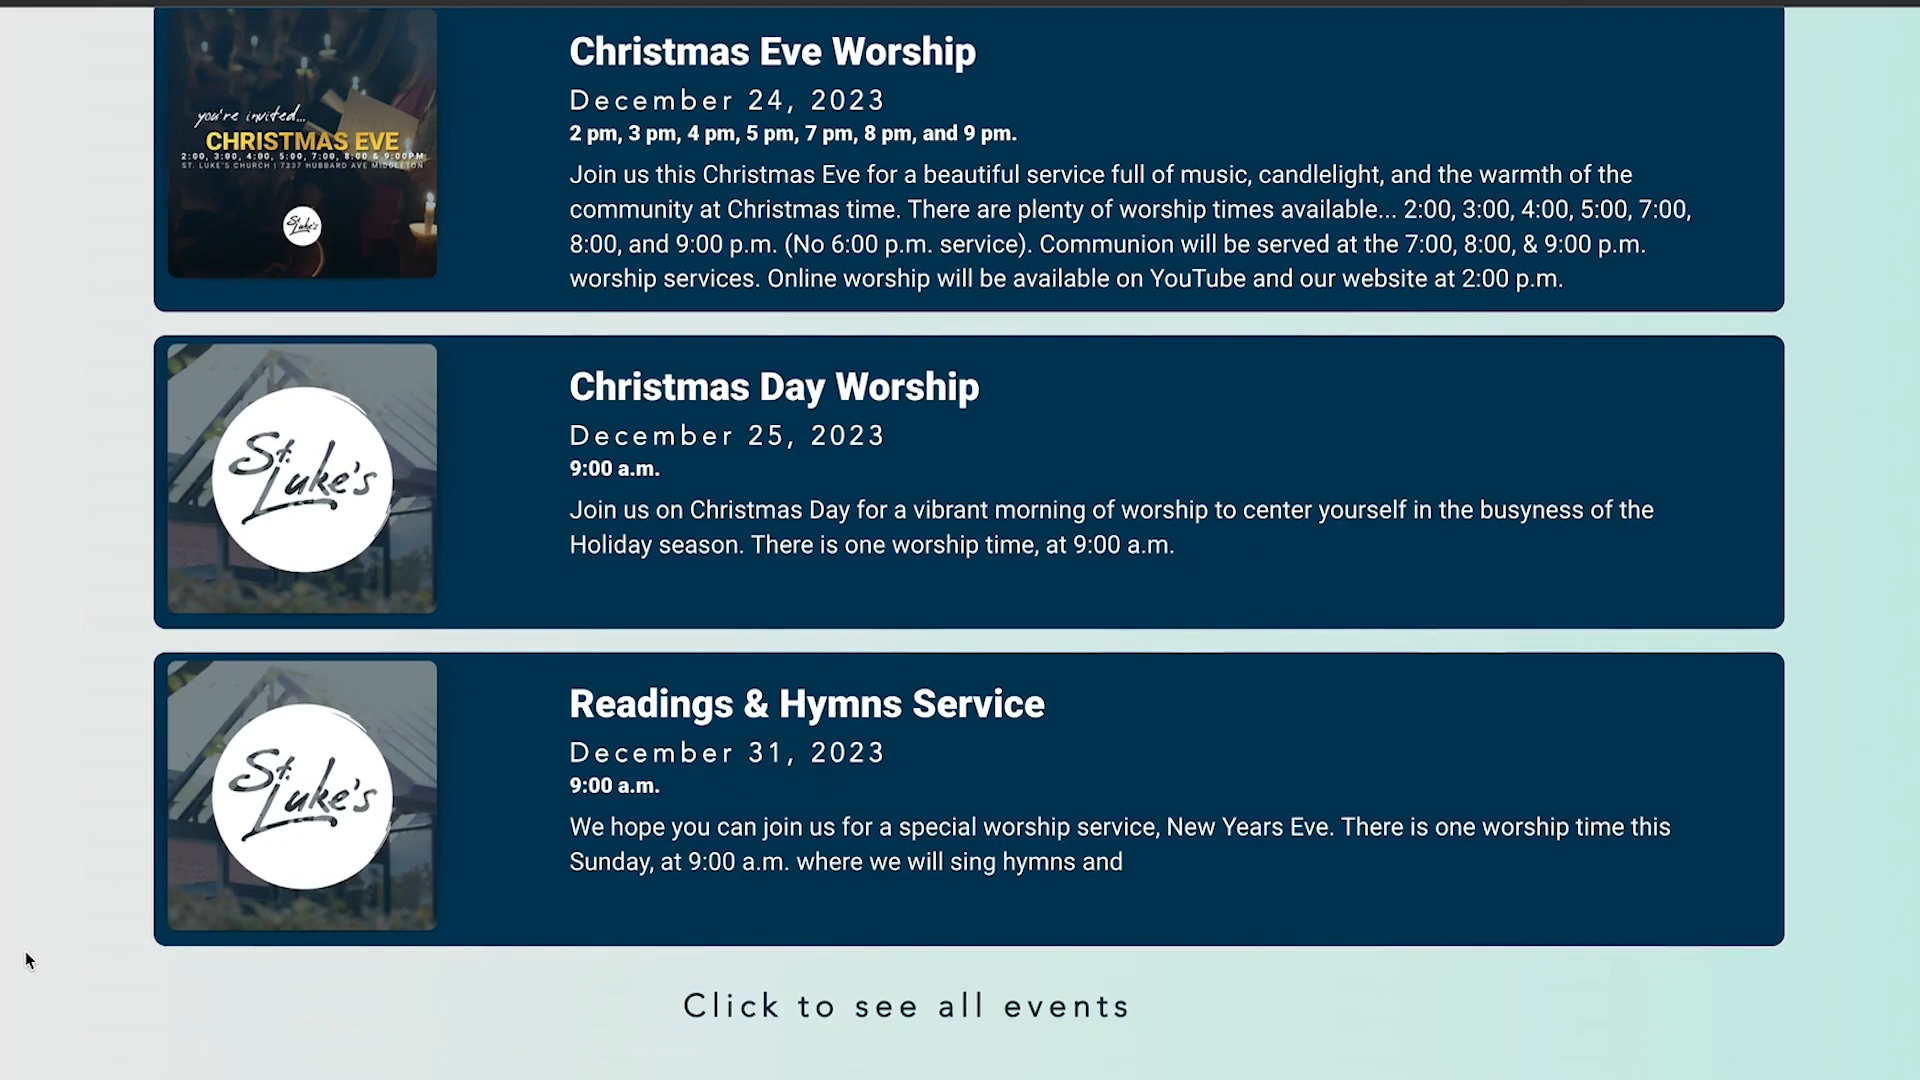 you're invited...
CHRISTMAS EVE
2:00, 3:00, 4:00, 5:00, 7:00, 8:00 & 9:00PM
ST. LUKE'S CHURCH | 7337 HUBBARD AVE MIDDLETON
St. Luke's
Christmas Eve Worship
December 24, 2023
2 pm, 3 pm, 4 pm, 5 pm, 7 pm, 8 pm, and 9 pm.
Join us this Christmas Eve for a beautiful service full of music, candlelight, and the warmth of the
community at Christmas time. There are plenty of worship times available... 2:00, 3:00, 4:00, 5:00, 7:00,
8:00, and 9:00 p.m. (No 6:00 p.m. service). Communion will be served at the 7:00, 8:00, & 9:00 p.m.
worship services. Online worship will be available on YouTube and our website at 2:00 p.m.
St.
Luke's
Christmas Day Worship
December 25, 2023
9:00 a.m.
Join us on Christmas Day for a vibrant morning of worship to center yourself in the busyness of the
Holiday season. There is one worship time, at 9:00 a.m.
St.
Luke's
Readings & Hymns Service
December 31, 2023
9:00 a.m.
We hope you can join us for a special worship service, New Years Eve. There is one worship time this
Sunday, at 9:00 a.m. where we will sing hymns and
Click to see all events